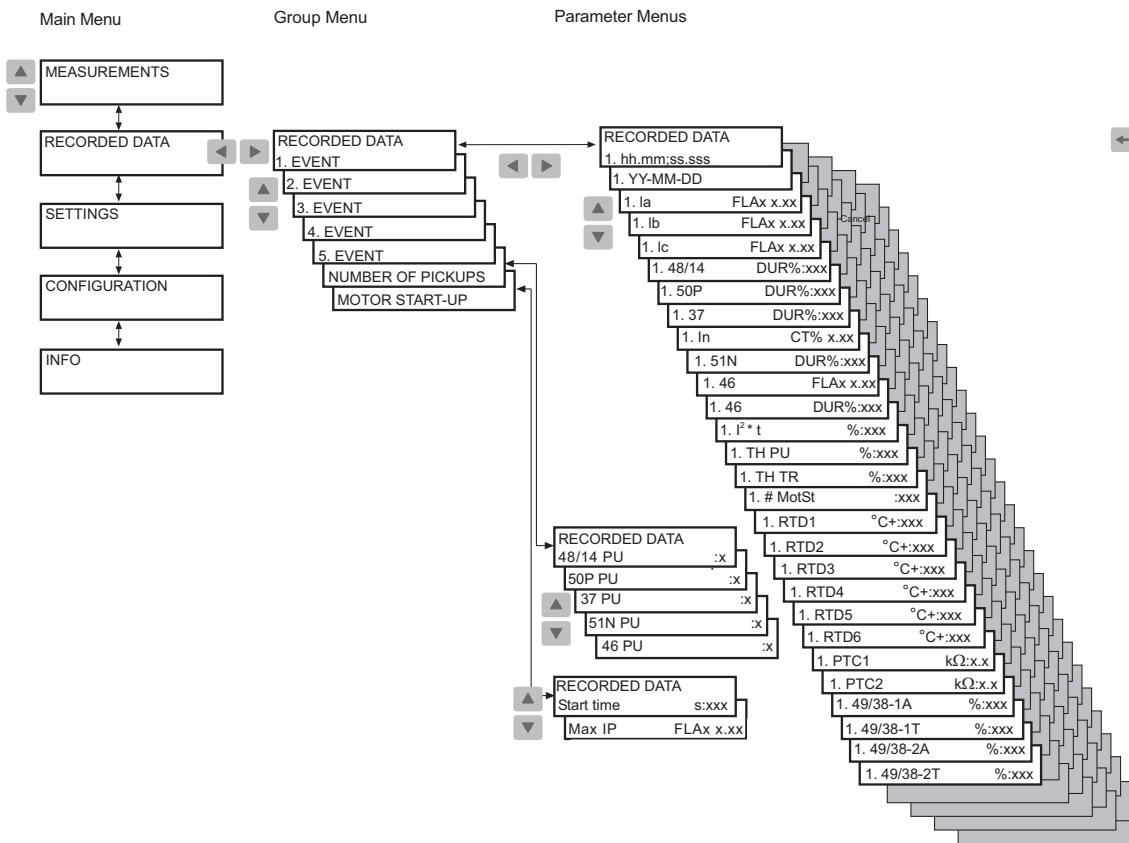 Main Menu
Group Menu
Parameter Menus
MEASUREMENTS
RECORDED DATA
SETTINGS
CONFIGURATION
INFO
RECORDED DATA
1. EVENT
2. EVENT
3. EVENT
4. EVENT
5. EVENT
NUMBER OF PICKUPS
MOTOR START-UP
RECORDED DATA
1. hh.mm;ss.sss
1. YY-MM-DD
1. Ia FLAx x.xx
1. Ib FLAx x.xx
1. Ic FLAx x.xx
1. 48/14 DUR%:xxx
1. 50P DUR%:xxx
1. 37 DUR%:xxx
1. In CT% x.xx
1. 51N DUR%:xxx
1. 46 FLAx x.xx
1. 46 DUR%:xxx
1. I² * t %:xxx
1. TH PU %:xxx
1. TH TR %:xxx
1. # MotSt :xxx
1. RTD1 °C+:xxx
1. RTD2 °C+:xxx
1. RTD3 °C+:xxx
1. RTD4 °C+:xxx
1. RTD5 °C+:xxx
1. RTD6 °C+:xxx
1. PTC1 kΩ:x.x
1. PTC2 kΩ:x.x
1. 49/38-1A %:xxx
1. 49/38-1T %:xxx
1. 49/38-2A %:xxx
1. 49/38-2T %:xxx
Cancel
RECORDED DATA
48/14 PU :x
50P PU :x
37 PU :x
51N PU :x
46 PU :x
RECORDED DATA
Start time s:xxx
Max IP FLAx x.xx